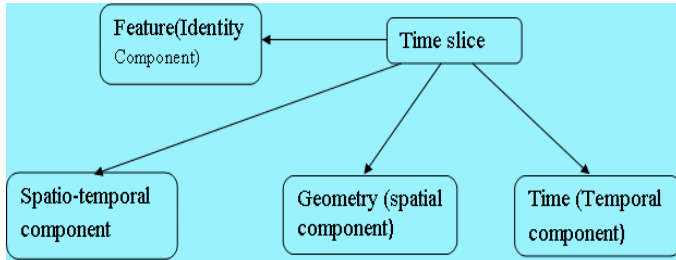 Feature(Identity
Component)
Time slice
Spatio-temporal
component
Geometry (spatial
component)
Time (Temporal
component)